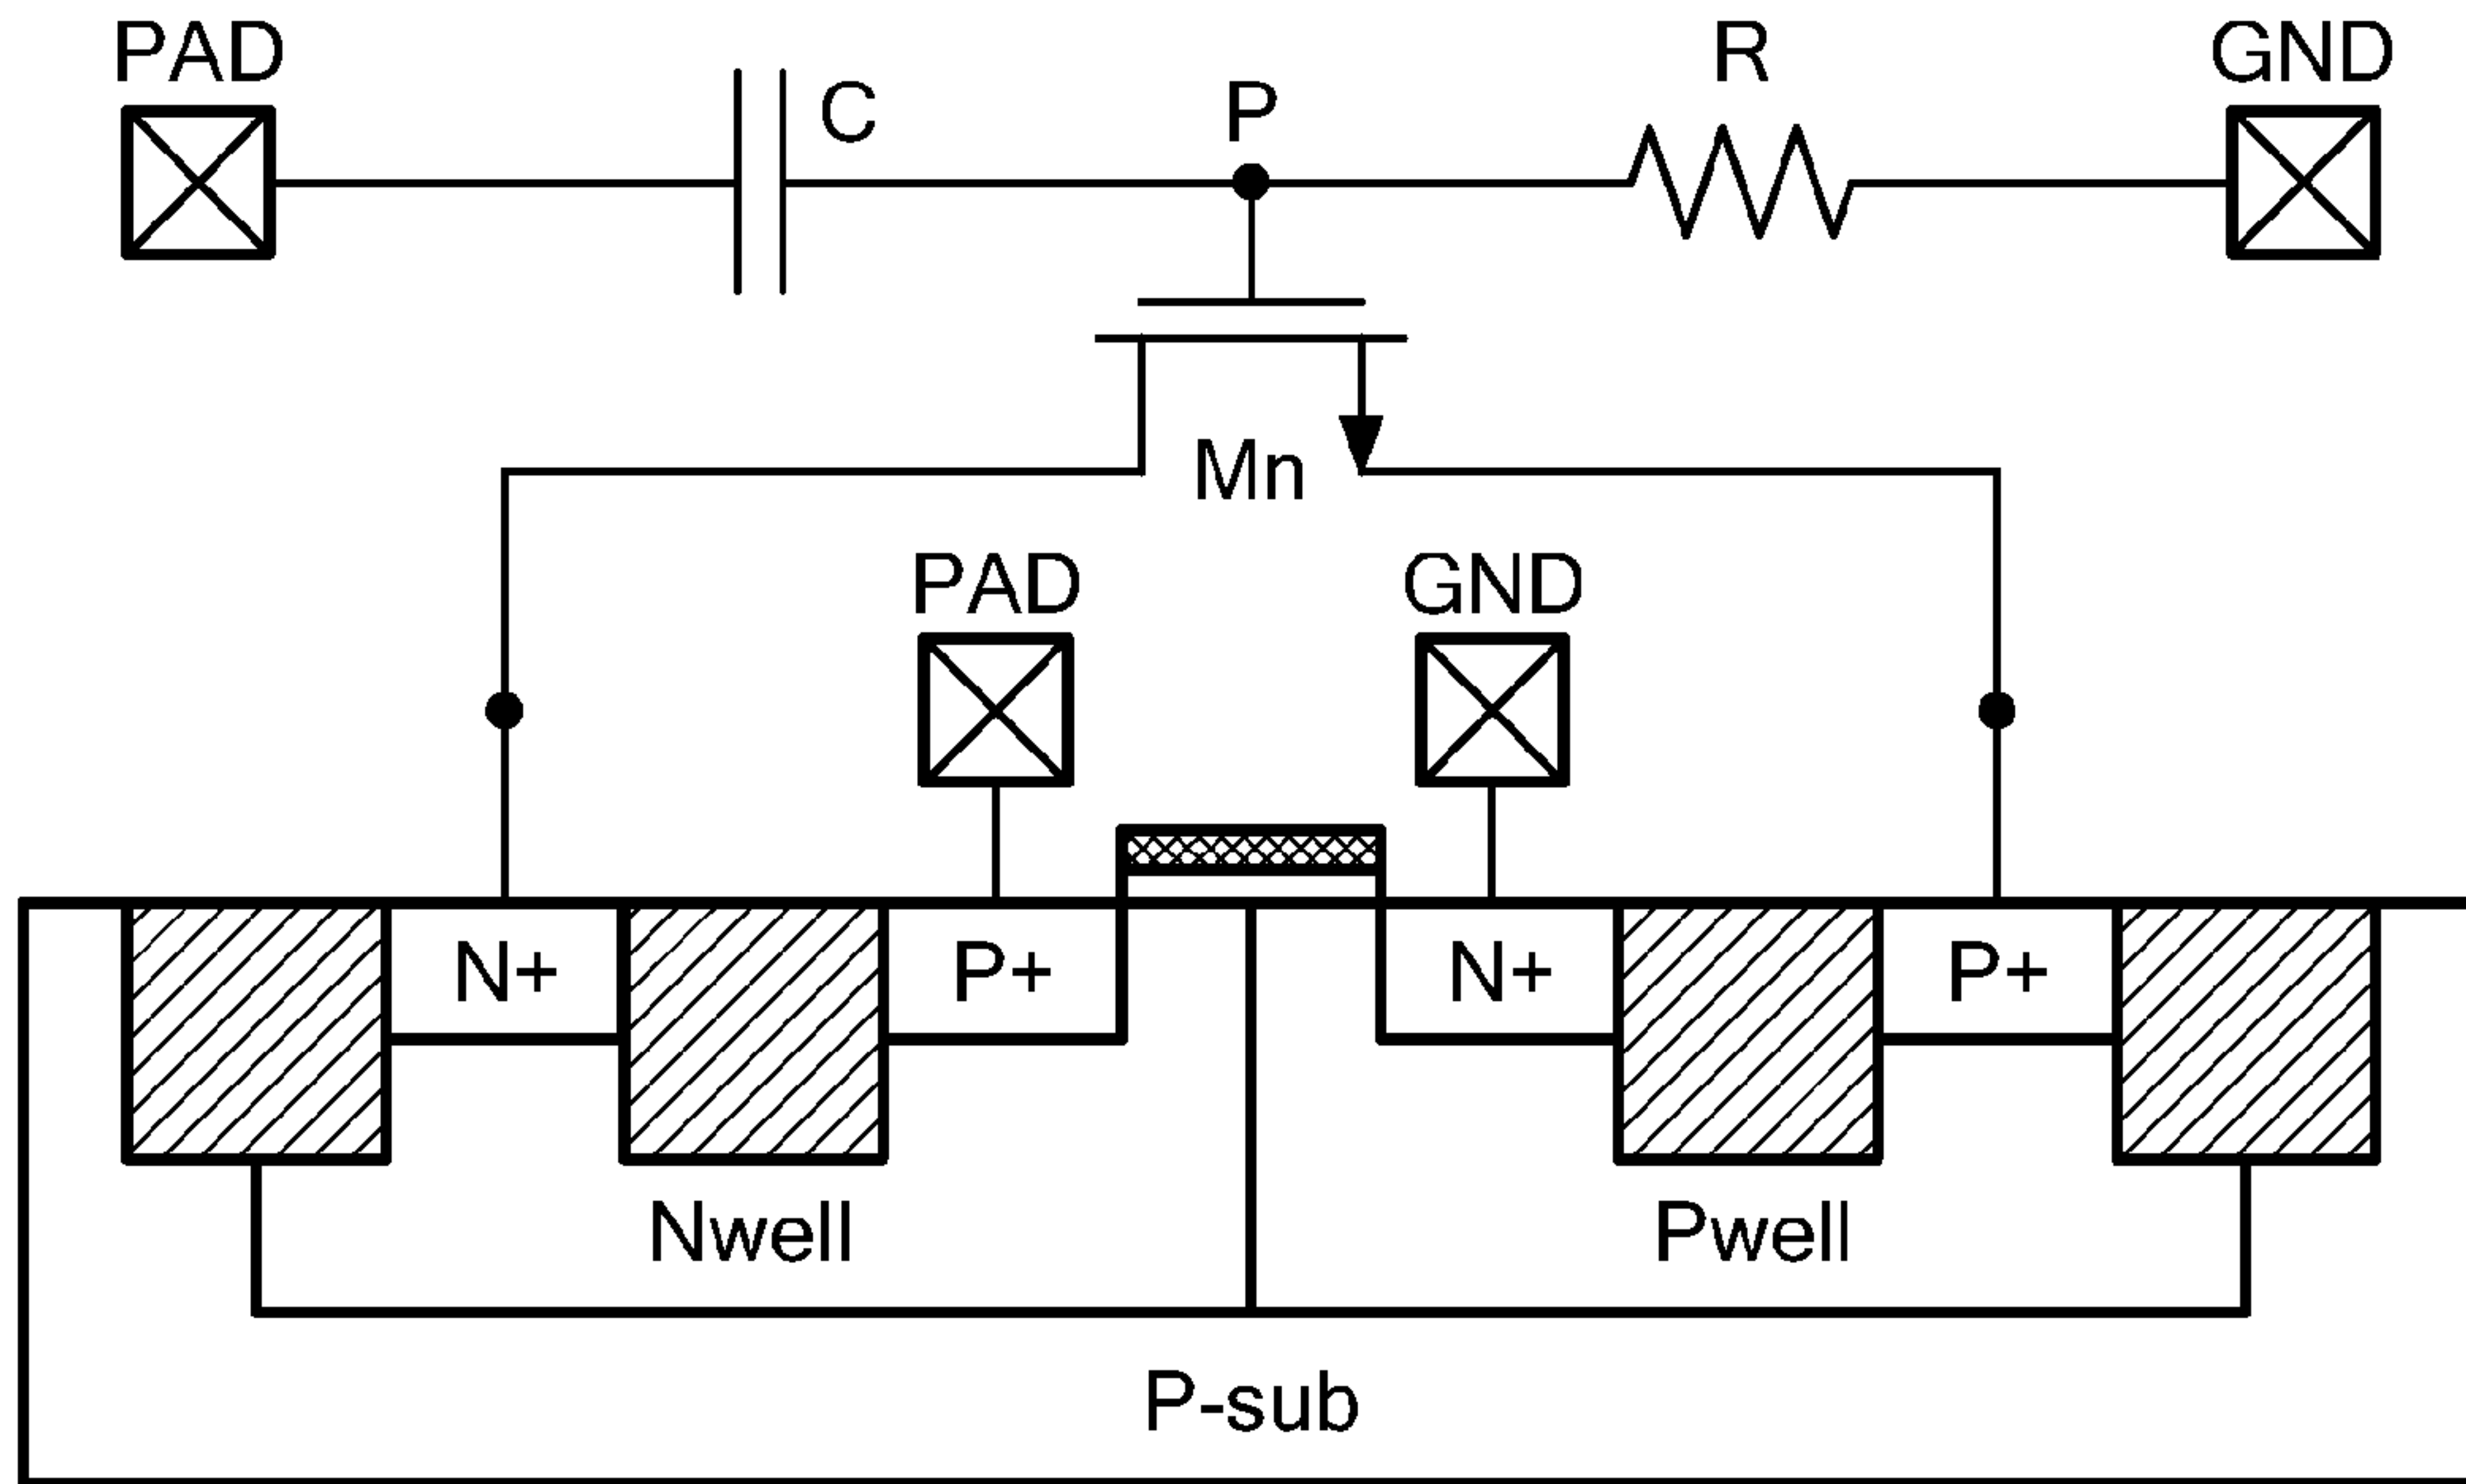 PAD
C
P
R
GND
Mn
PAD
GND
N+
P+
N+
P+
Nwell
Pwell
P-sub